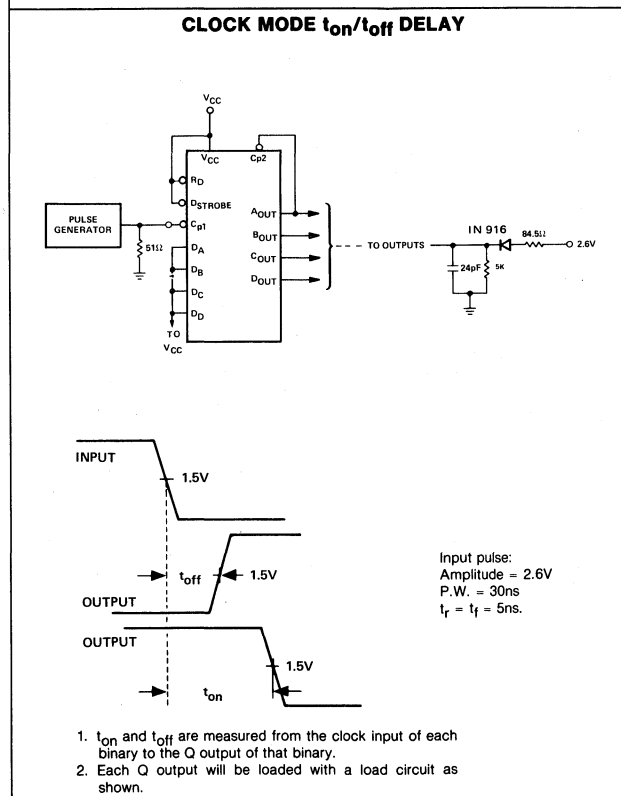 CLOCK MODE ton/toff DELAY
VCC
VCC
Cp2
RD
DSTROBE
AOUT
PULSE
GENERATOR
Cp1
51Ω
DA
BOUT
TO OUTPUTS
IN 916
84.5Ω
2.6V
DB
COUT
24pF
5K
DC
DOUT
DD
TO
VCC
INPUT
1.5V
toff
1.5V
OUTPUT
OUTPUT
1.5V
ton
Input pulse:
Amplitude = 2.6V
P.W. = 30ns
tr = tf = 5ns.
1. ton and toff are measured from the clock input of each
binary to the Q output of that binary.
2. Each Q output will be loaded with a load circuit as
shown.